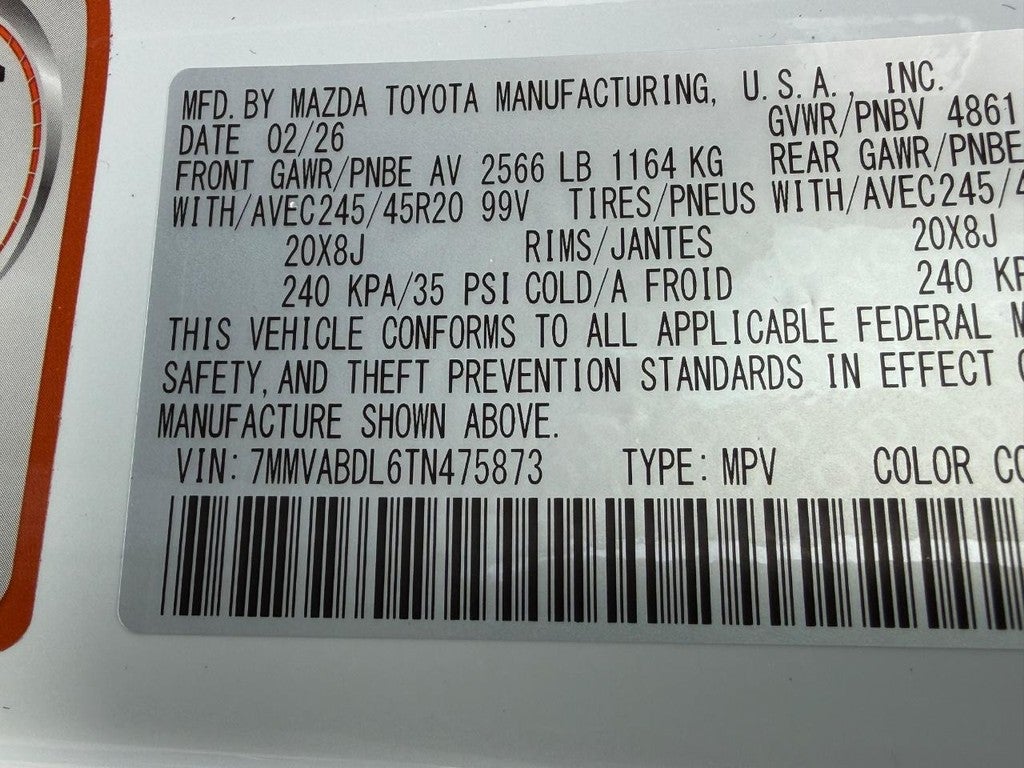 MFD. BY MAZDA TOYOTA MANUFACTURING, U.S.A., INC.
DATE 02/26 GVWR/PNBV 4861
FRONT GAWR/PNBE AV 2566 LB 1164 KG REAR GAWR/PNBE
WITH/AVEC245/45R20 99V TIRES/PNEUS WITH/AVEC245/
20X8J RIMS/JANTES 20X8J
240 KPA/35 PSI COLD/A FROID 240
THIS VEHICLE CONFORMS TO ALL APPLICABLE FEDERAL
SAFETY, AND THEFT PREVENTION STANDARDS IN EFFECT
MANUFACTURE SHOWN ABOVE.
VIN: 7MMVABDL6TN475873 TYPE: MPV COLOR